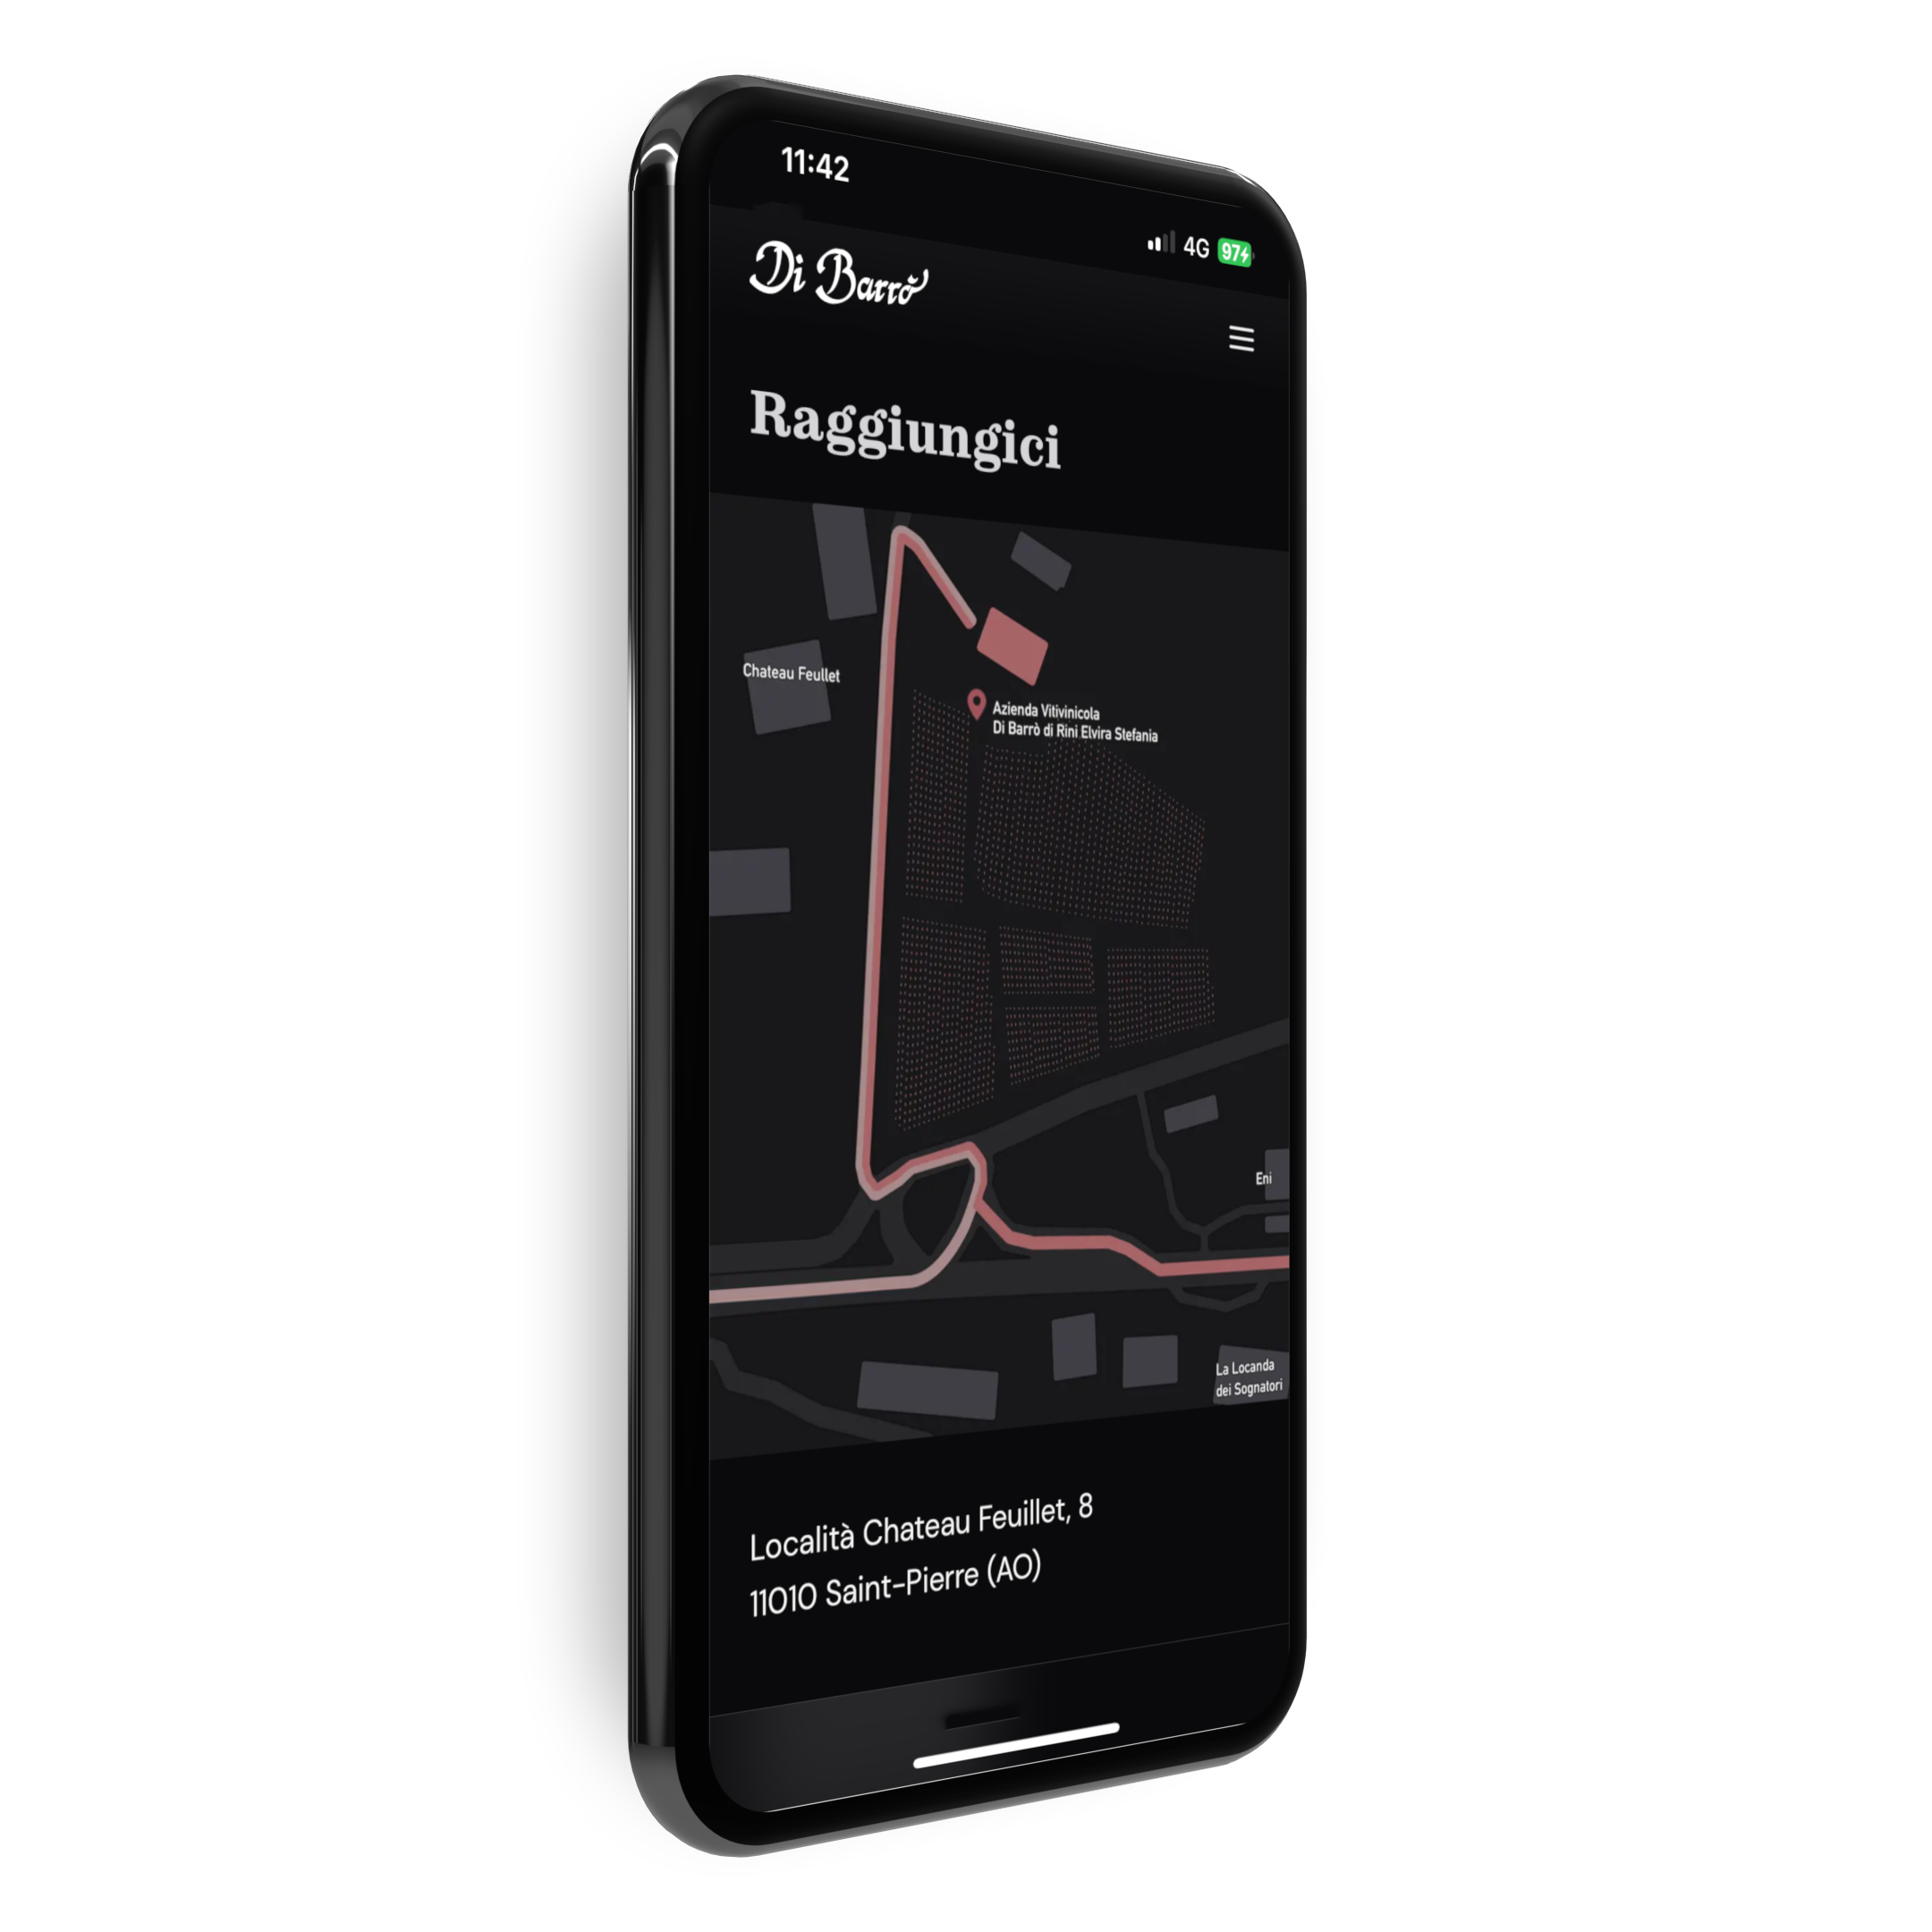 11:42
4G 97
Di Barrò
Raggiungici
Chateau Feullet
Azienda Vitivinicola
Di Barrò di Rini Elvira Stefania
Eni
La Locanda
dei Sognatori
Località Chateau Feuillet, 8
11010 Saint-Pierre (AO)